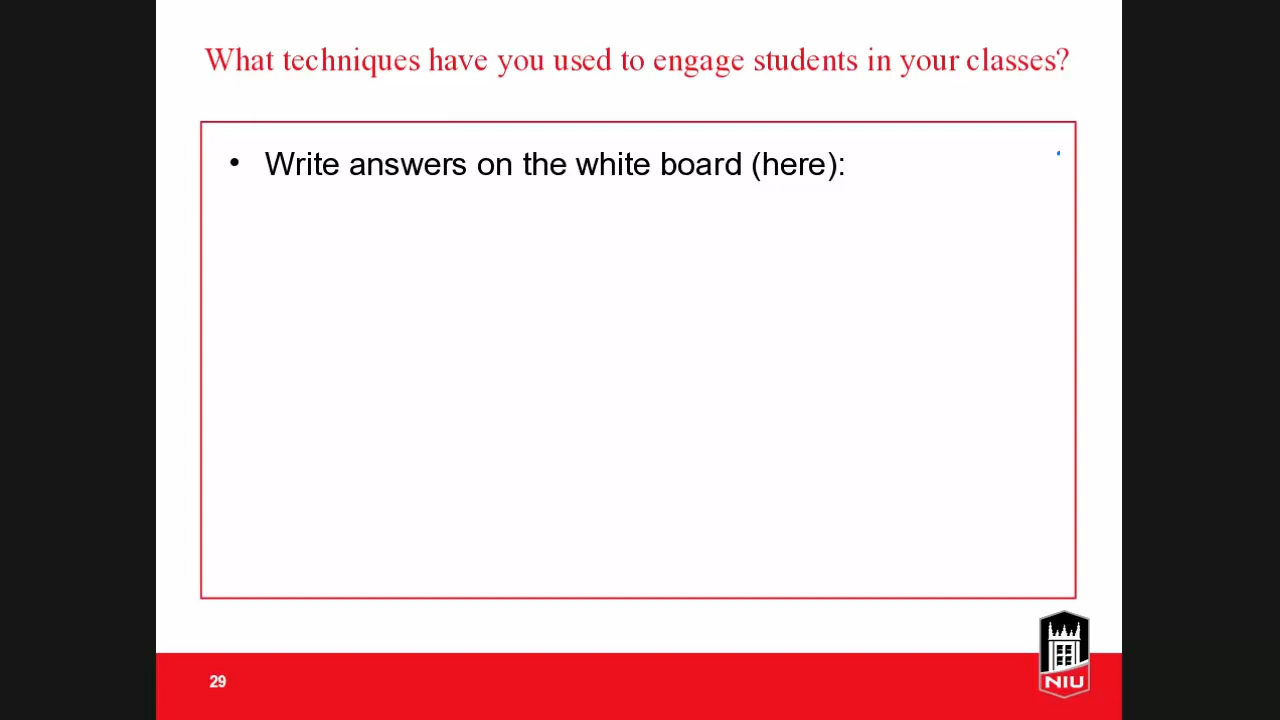 What techniques have you used to engage students in your classes?
• Write answers on the white board (here):
29
NIU